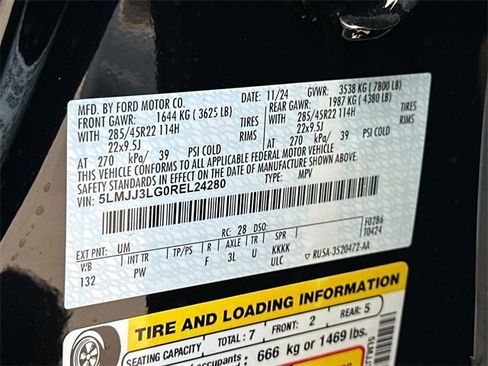 MFD. BY FORD MOTOR CO. DATE: 11/24 GVWR: 3538 KG ( 7800 LB)
FRONT GAWR: 1644 KG ( 3625 LB) REAR GAWR: 1987 KG ( 4380 LB)
WITH 285/45R22 114H TIRES WITH 285/45R22 114H TIRES
22x9.5J RIMS 22x9.5J RIMS
AT 270 kPa/ 39 PSI COLD AT 270 kPa/ 39 PSI COLD
THIS VEHICLE CONFORMS TO ALL APPLICABLE FEDERAL MOTOR VEHICLE
SAFETY STANDARDS IN EFFECT ON THE DATE OF MANUFACTURE SHOWN ABOVE.
VIN: 5LMJJ3LG0REL24280 TYPE: MPV
EXT PNT: UM RC: 28 DSO: F0286
WB INT TR TP/PS R AXLE TR SPR T0424
132 PW F 3L U KKKK
ULC RU5A-3520472-AA
TIRE AND LOADING INFORMATION
SEATING CAPACITY TOTAL: 7 FRONT: 2 REAR: 5
occupants 666 kg or 1469 lbs.
5LMJJ